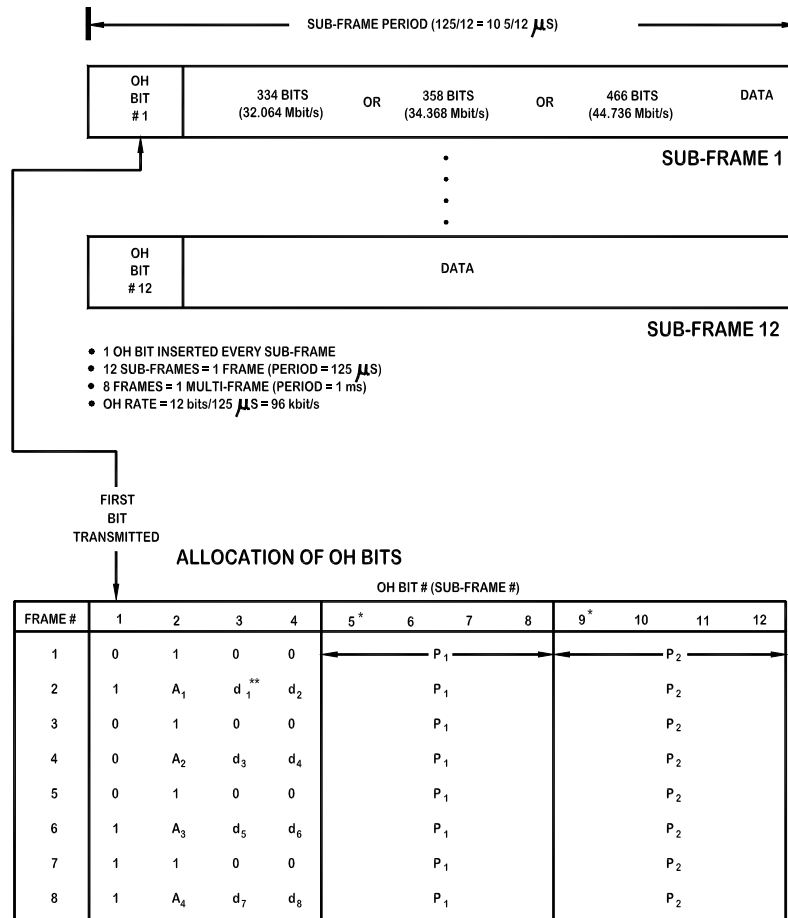 SUB-FRAME PERIOD (125/12 = 10 5/12 μS)
OH BIT # 1
334 BITS (32.064 Mbit/s) OR 358 BITS (34.368 Mbit/s) OR 466 BITS (44.736 Mbit/s) DATA
SUB-FRAME 1
OH BIT # 12
DATA
SUB-FRAME 12
• 1 OH BIT INSERTED EVERY SUB-FRAME
• 12 SUB-FRAMES = 1 FRAME (PERIOD = 125 μS)
• 8 FRAMES = 1 MULTI-FRAME (PERIOD = 1 ms)
• OH RATE = 12 bits/125 μS = 96 kbit/s
FIRST
BIT
TRANSMITTED
ALLOCATION OF OH BITS
OH BIT # (SUB-FRAME #)
FRAME # 1 2 3 4 5* 6 7 8 9* 10 11 12
1 0 1 0 0 P1 P2
2 1 A1 d1** d2 P1 P2
3 0 1 0 0 P1 P2
4 0 A2 d3 d4 P1 P2
5 0 1 0 0 P1 P2
6 1 A3 d5 d6 P1 P2
7 1 1 0 0 P1 P2
8 1 A4 d7 d8 P1 P2